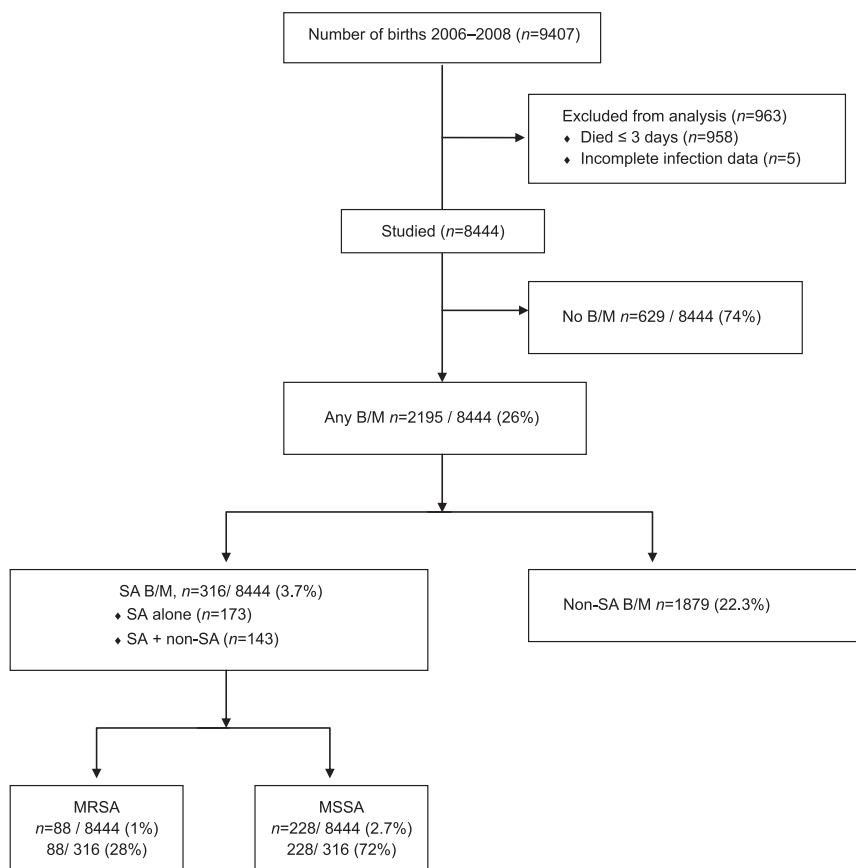 Number of births 2006–2008 (n=9407)
Excluded from analysis (n=963)
♦ Died ≤ 3 days (n=958)
♦ Incomplete infection data (n=5)
Studied (n=8444)
No B/M n=629 / 8444 (74%)
Any B/M n=2195 / 8444 (26%)
SA B/M, n=316/ 8444 (3.7%)
♦ SA alone (n=173)
♦ SA + non-SA (n=143)
Non-SA B/M n=1879 (22.3%)
MRSA
n=88 / 8444 (1%)
88/ 316 (28%)
MSSA
n=228/ 8444 (2.7%)
228/ 316 (72%)